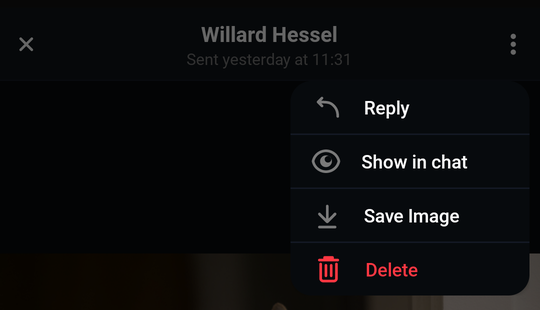 Willard Hessel
Sent yesterday at 11:31
Reply
Show in chat
Save Image
Delete